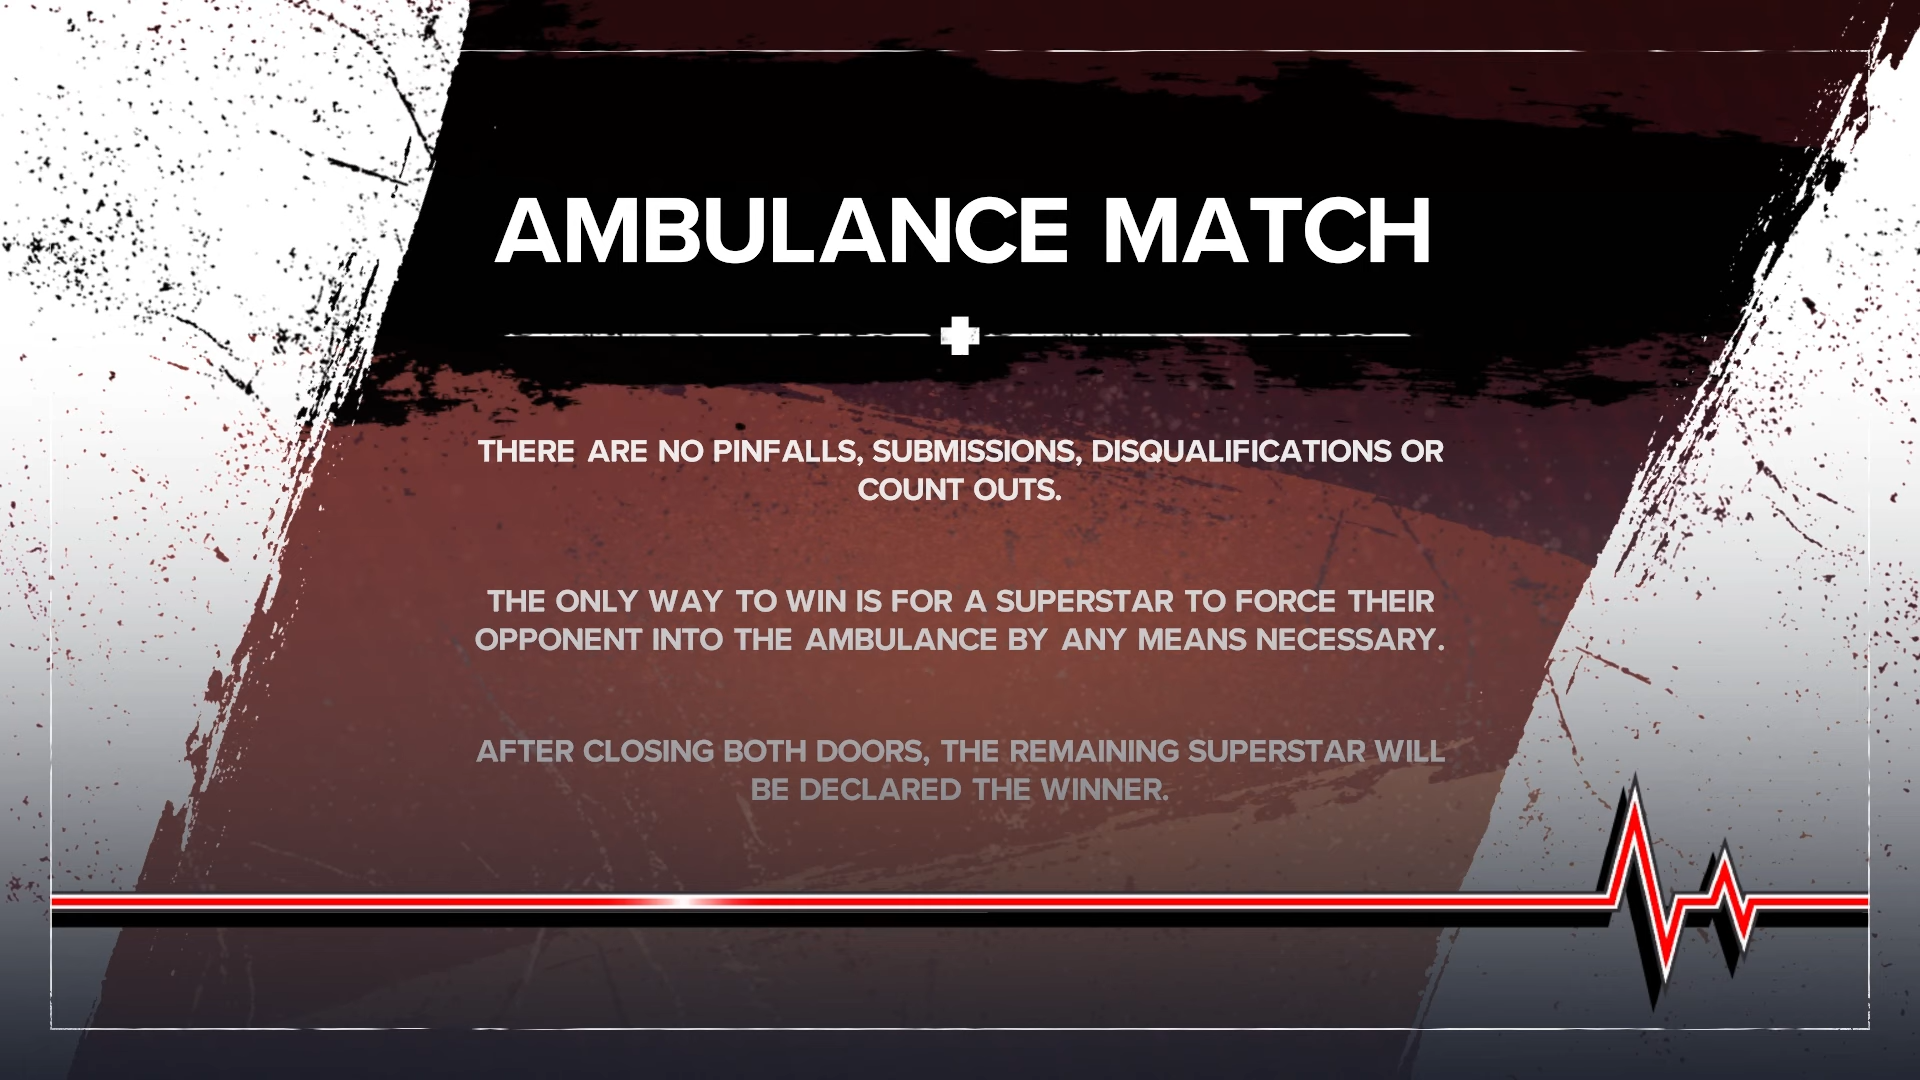 AMBULANCE MATCH
THERE ARE NO PINFALLS, SUBMISSIONS, DISQUALIFICATIONS OR
COUNT OUTS.
THE ONLY WAY TO WIN IS FOR A SUPERSTAR TO FORCE THEIR
OPPONENT INTO THE AMBULANCE BY ANY MEANS NECESSARY.
AFTER CLOSING BOTH DOORS, THE REMAINING SUPERSTAR WILL
BE DECLARED THE WINNER.